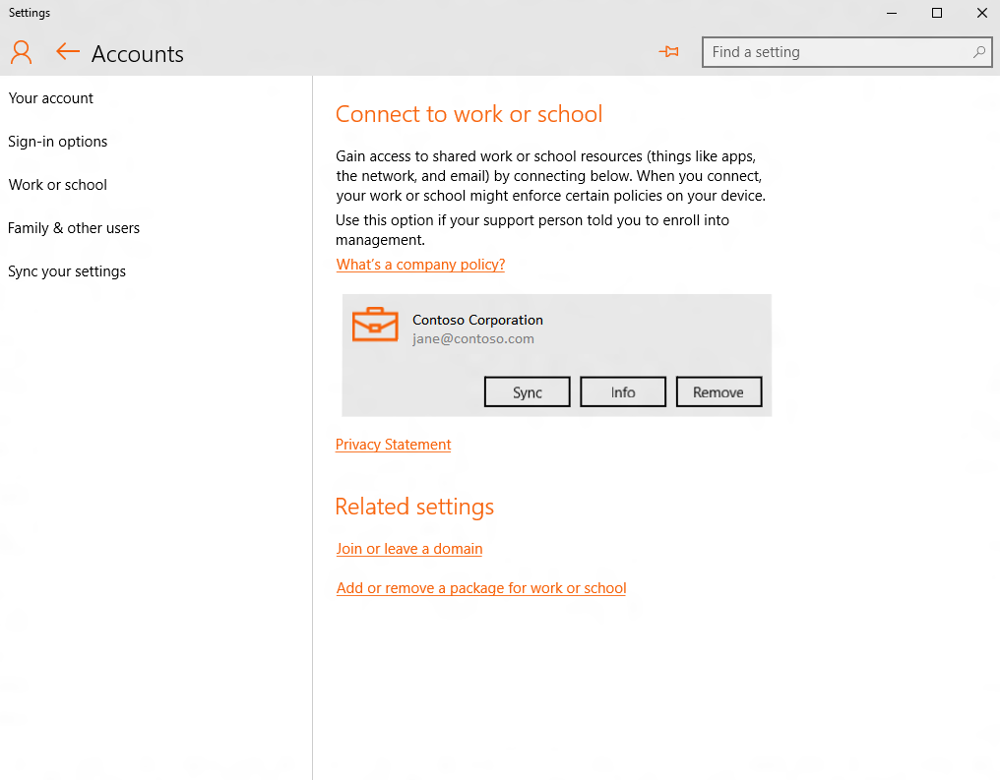 Settings
Accounts
Find a setting
Your account
Sign-in options
Work or school
Family & other users
Sync your settings
Connect to work or school
Gain access to shared work or school resources (things like apps,
the network, and email) by connecting below. When you connect,
your work or school might enforce certain policies on your device.
Use this option if your support person told you to enroll into
management.
What's a company policy?
Contoso Corporation
jane@contoso.com
Sync
Info
Remove
Privacy Statement
Related settings
Join or leave a domain
Add or remove a package for work or school